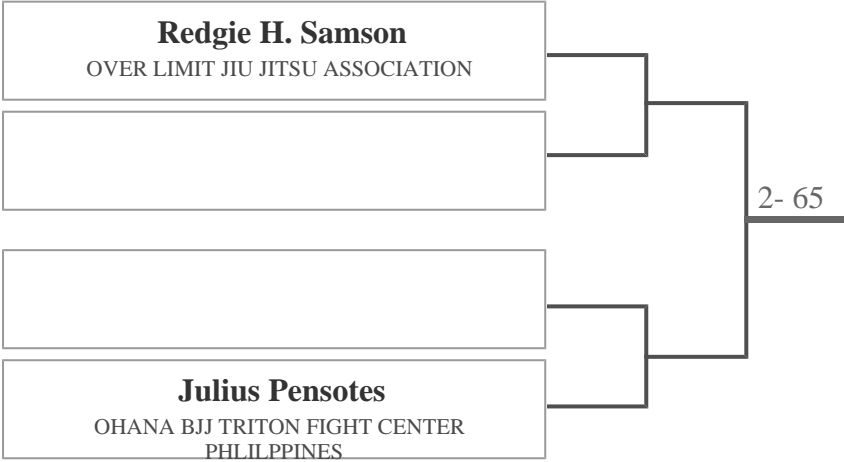 Redgie H. Samson
OVER LIMIT JIU JITSU ASSOCIATION
2- 65
Julius Pensotes
OHANA BJJ TRITON FIGHT CENTER
PHLILPPINES